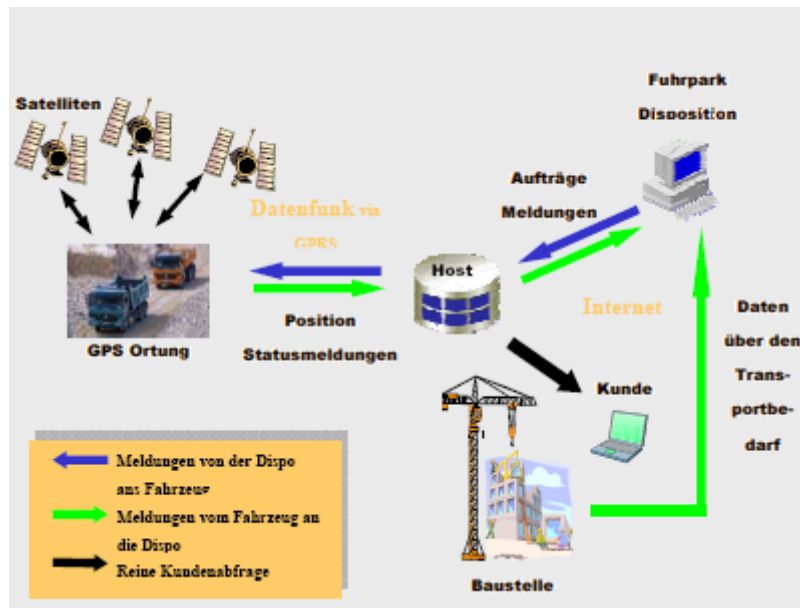 Satelliten
Fuhrpark
Disposition
Aufträge
Meldungen
Datenfunk via
GPRS
Host
Internet
Position
Statusmeldungen
GPS Ortung
Daten
über den
Trans-
portbe-
darf
Kunde
Meldungen von der Dispo
ans Fahrzeug
Meldungen vom Fahrzeug an
die Dispo
Reine Kundenabfrage
Baustelle